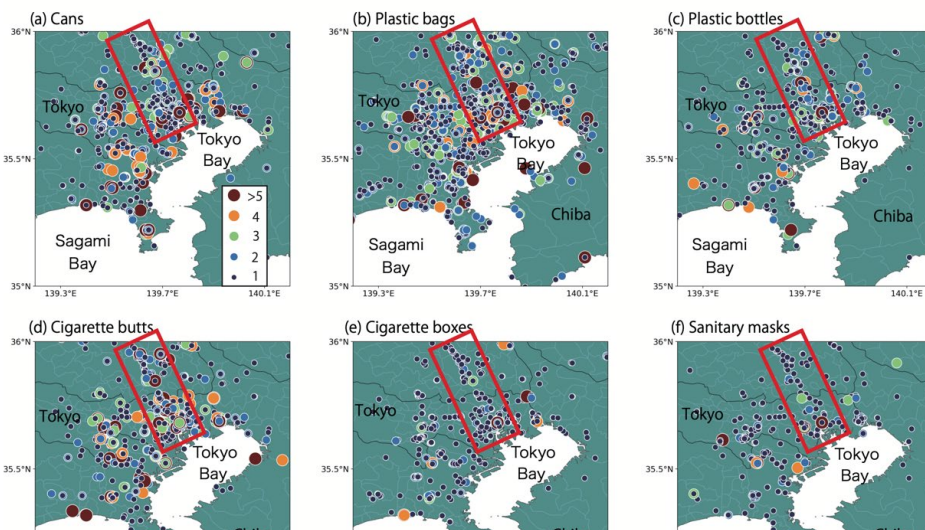 (a) Cans
(b) Plastic bags
(c) Plastic bottles
36°N
36°N
36°N
Tokyo
Tokyo
Tokyo
Tokyo
Bay
Tokyo
Bay
Tokyo
Bay
35.5°N
35.5°N
35.5°N
>5
4
3
2
1
Chiba
Chiba
Sagami
Bay
Sagami
Bay
Sagami
Bay
35°N
35°N
35°N
139.3°E
139.7°E
140.1°E
139.3°E
139.7°E
140.1°E
139.3°E
139.7°E
140.1°E
(d) Cigarette butts
(e) Cigarette boxes
(f) Sanitary masks
36°N
36°N
36°N
Tokyo
Tokyo
Tokyo
Tokyo
Bay
Tokyo
Bay
Tokyo
Bay
35.5°N
35.5°N
35.5°N